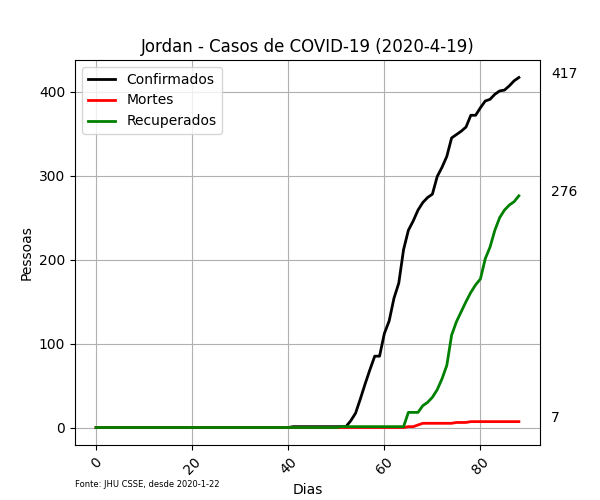 Jordan - Casos de COVID-19 (2020-4-19)
Confirmados
Mortes
Recuperados
417
276
7
400
300
200
100
0
Pessoas
0
20
40
60
80
Dias
Fonte: JHU CSSE, desde 2020-1-22